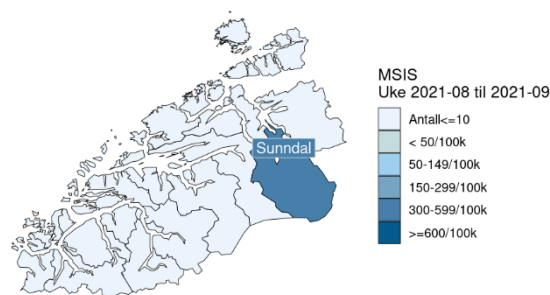 Sunndal
MSIS
Uke 2021-08 til 2021-09
Antall<=10
< 50/100k
50-149/100k
150-299/100k
300-599/100k
>=600/100k